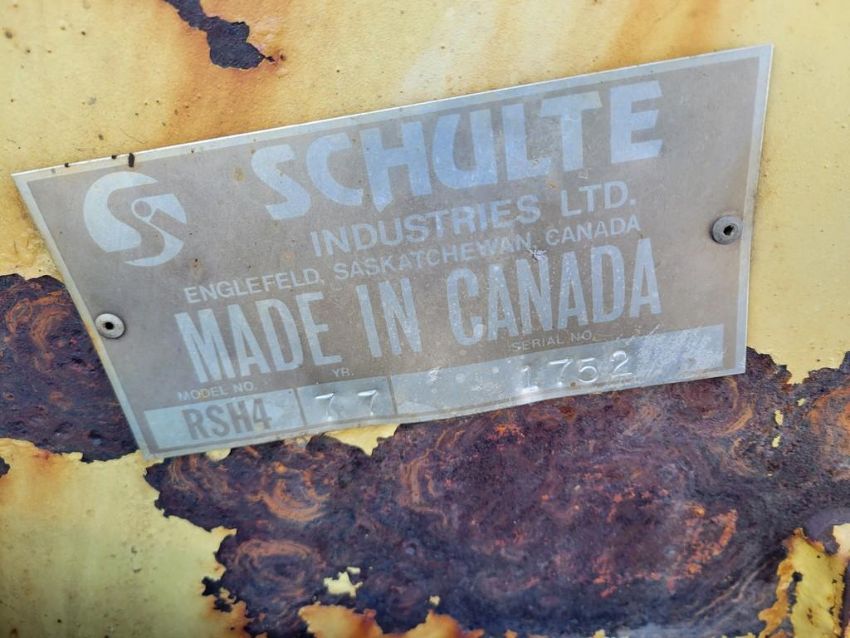 SCHULTE
INDUSTRIES LTD.
ENGLEFELD, SASKATCHEWAN, CANADA
MADE IN CANADA
MODEL NO. YR. SERIAL NO.
RSH4 77 1752